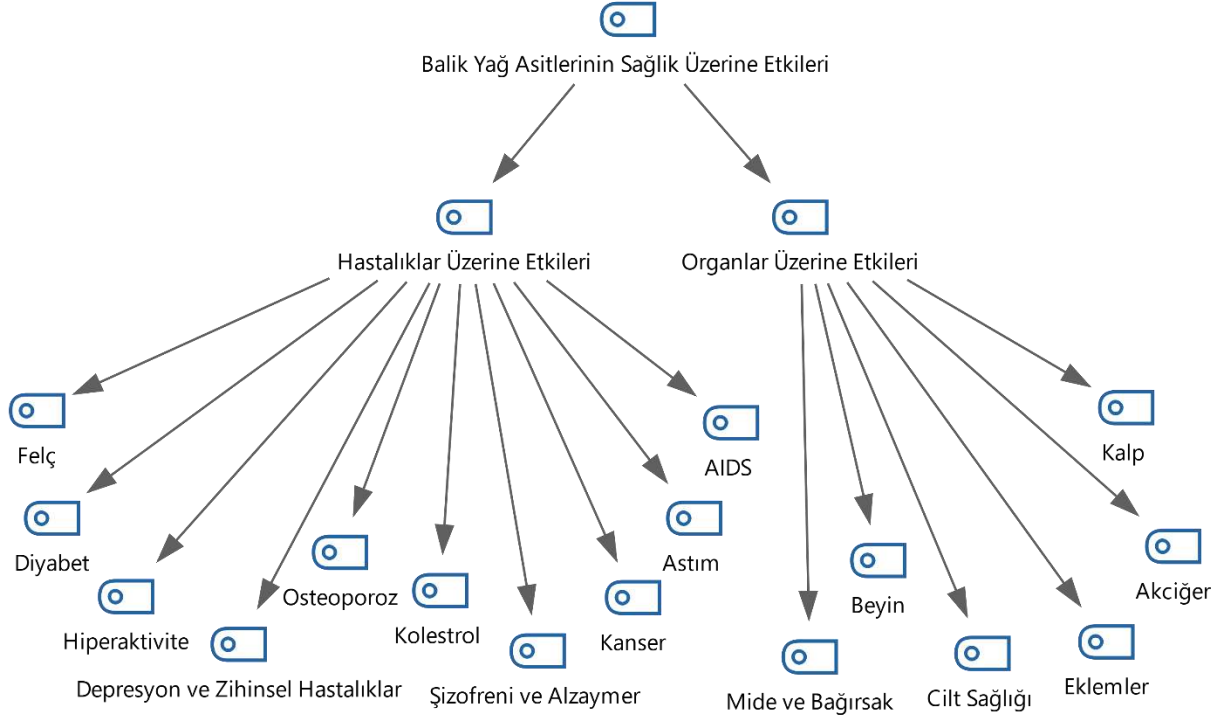 Balik Yağ Asitlerinin Sağlik Üzerine Etkileri
Hastalıklar Üzerine Etkileri
Organlar Üzerine Etkileri
Felç
Diyabet
Hiperaktivite
Depresyon ve Zihinsel Hastalıklar
Osteoporoz
Kolestrol
Şizofreni ve Alzaymer
Kanser
Astım
AIDS
Mide ve Bağırsak
Beyin
Cilt Sağlığı
Eklemler
Akciğer
Kalp